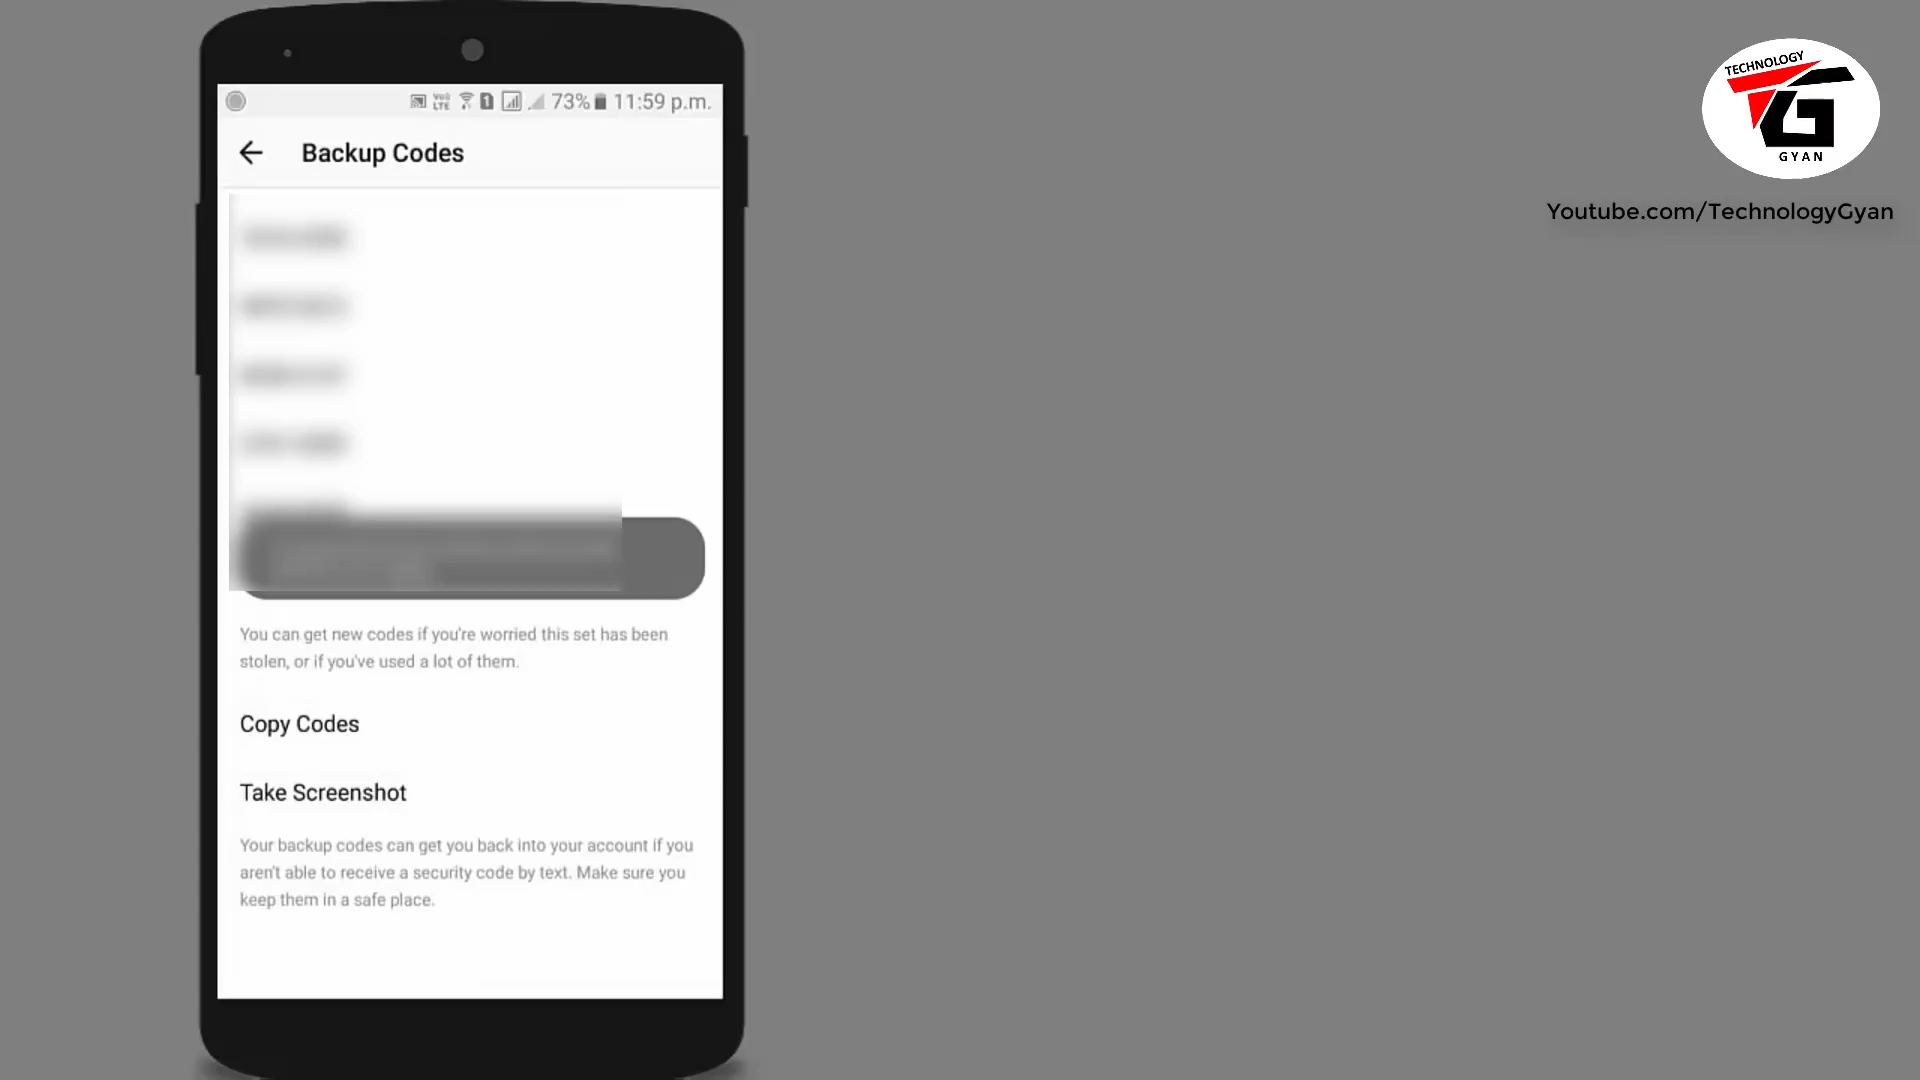 TECHNOLOGY
GYAN
Youtube.com/TechnologyGyan
VoLTE 1 73% 11:59 p.m.
Backup Codes
You can get new codes if you're worried this set has been
stolen, or if you've used a lot of them.
Copy Codes
Take Screenshot
Your backup codes can get you back into your account if you
aren't able to receive a security code by text. Make sure you
keep them in a safe place.